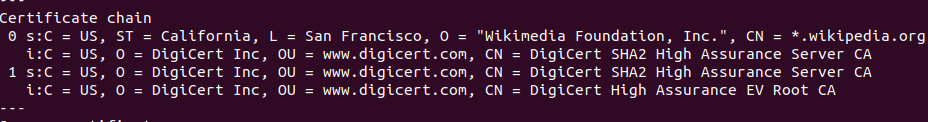 ---
Certificate chain
 0 s:C = US, ST = California, L = San Francisco, O = "Wikimedia Foundation, Inc.", CN = *.wikipedia.org
   i:C = US, O = DigiCert Inc, OU = www.digicert.com, CN = DigiCert SHA2 High Assurance Server CA
 1 s:C = US, O = DigiCert Inc, OU = www.digicert.com, CN = DigiCert SHA2 High Assurance Server CA
   i:C = US, O = DigiCert Inc, OU = www.digicert.com, CN = DigiCert High Assurance EV Root CA
---